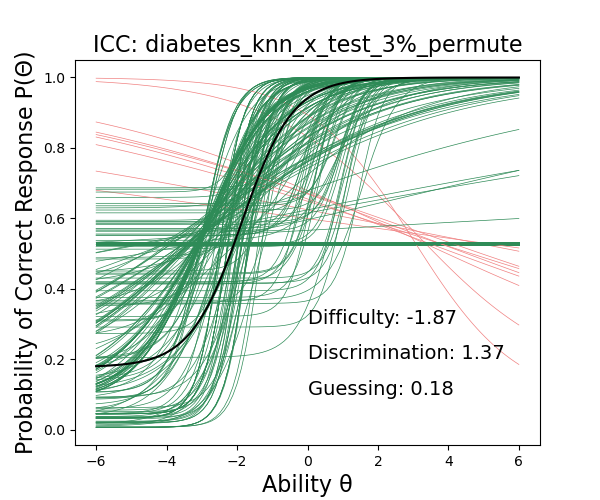 ICC: diabetes_knn_x_test_3%_permute
Probability of Correct Response P(Θ)
1.0
0.8
0.6
0.4
0.2
0.0
Difficulty: -1.87
Discrimination: 1.37
Guessing: 0.18
−6 −4 −2 0 2 4 6
Ability θ